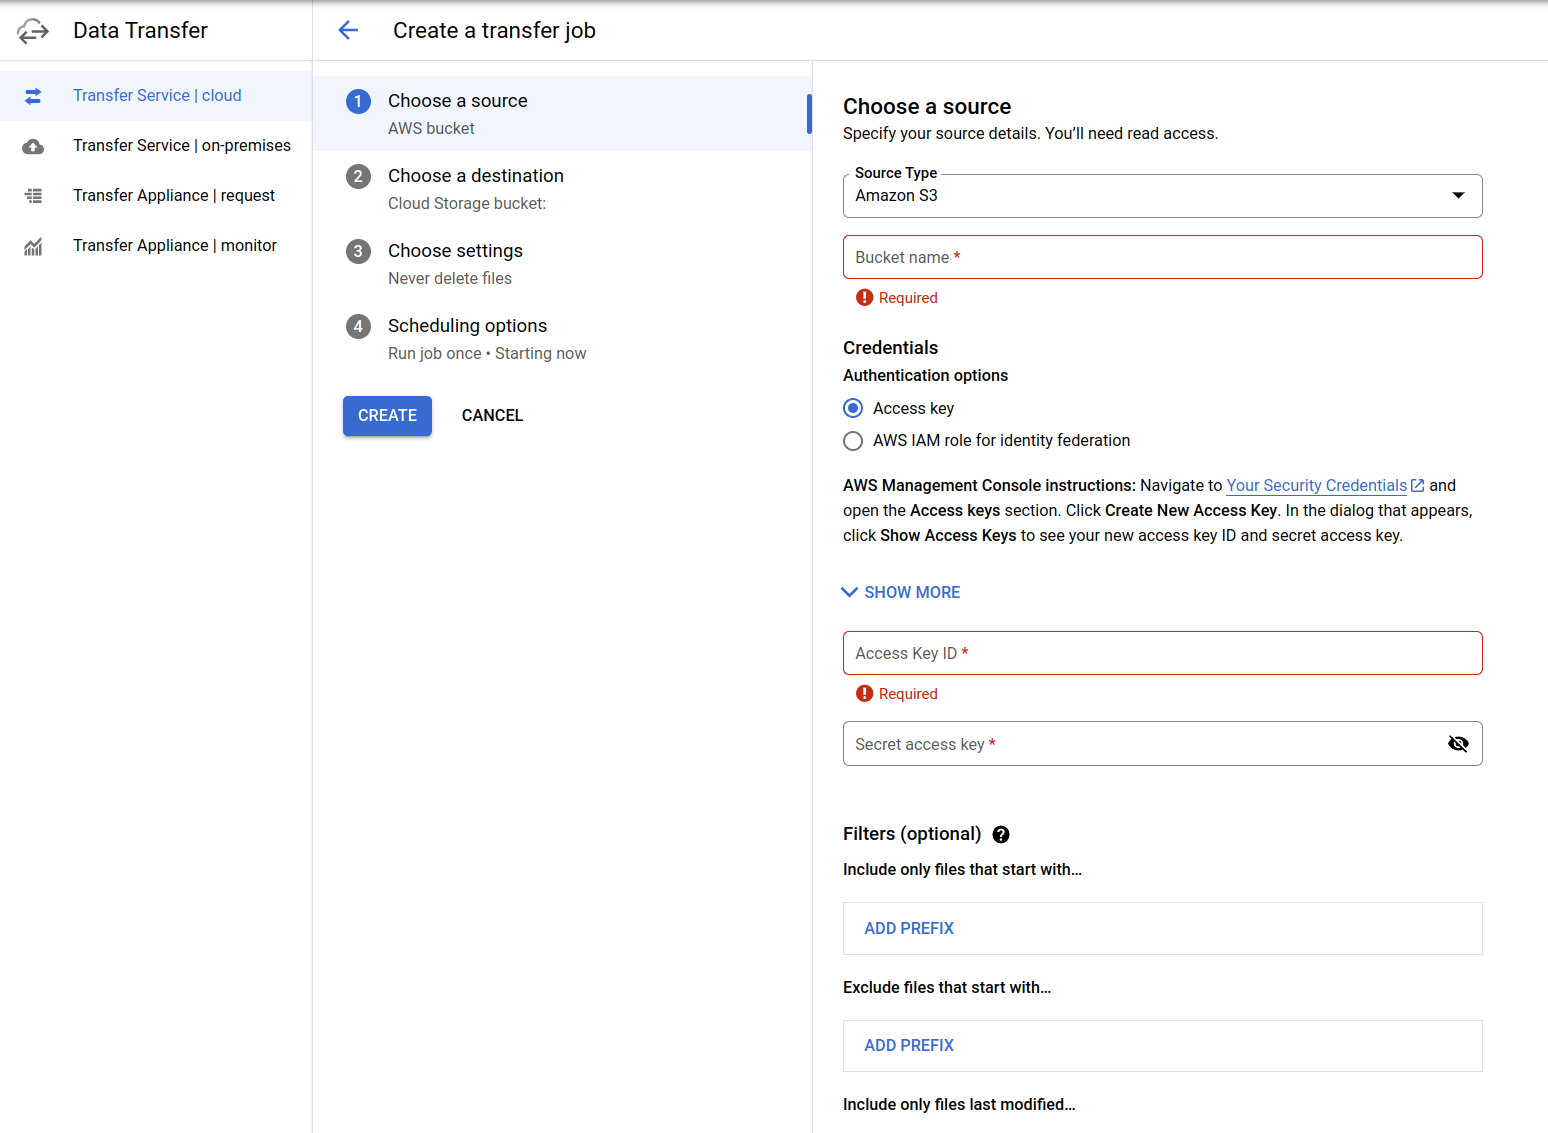 Data Transfer
Create a transfer job
Transfer Service | cloud
Transfer Service | on-premises
Transfer Appliance | request
Transfer Appliance | monitor
1 Choose a source
AWS bucket
2 Choose a destination
Cloud Storage bucket:
3 Choose settings
Never delete files
4 Scheduling options
Run job once • Starting now
CREATE CANCEL
Choose a source
Specify your source details. You’ll need read access.
Source Type
Amazon S3
Bucket name *
Required
Credentials
Authentication options
Access key
AWS IAM role for identity federation
AWS Management Console instructions: Navigate to Your Security Credentials and
open the Access keys section. Click Create New Access Key. In the dialog that appears,
click Show Access Keys to see your new access key ID and secret access key.
SHOW MORE
Access Key ID *
Required
Secret access key *
Filters (optional)
Include only files that start with…
ADD PREFIX
Exclude files that start with…
ADD PREFIX
Include only files last modified…